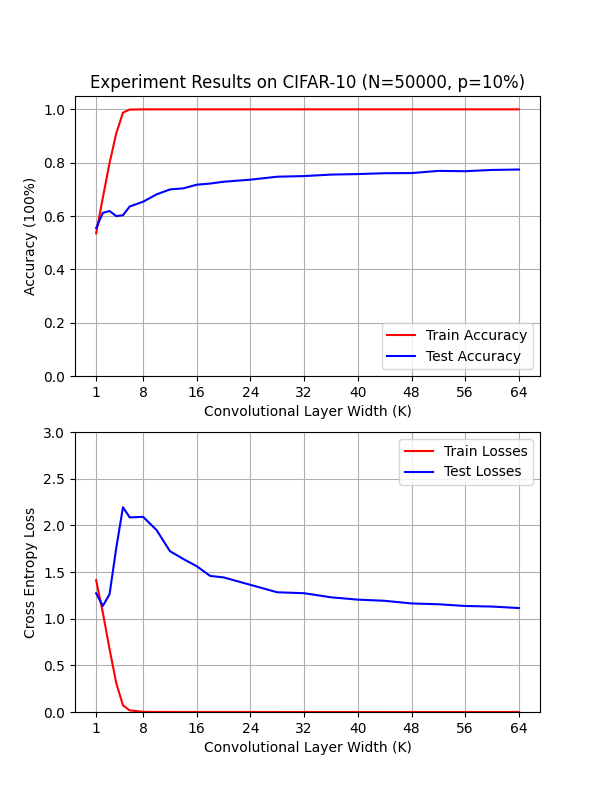 Experiment Results on CIFAR-10 (N=50000, p=10%)
1.0
0.8
0.6
0.4
0.2
0.0
Accuracy (100%)
Train Accuracy
Test Accuracy
1 8 16 24 32 40 48 56 64
Convolutional Layer Width (K)
3.0
2.5
2.0
1.5
1.0
0.5
0.0
Cross Entropy Loss
Train Losses
Test Losses
1 8 16 24 32 40 48 56 64
Convolutional Layer Width (K)